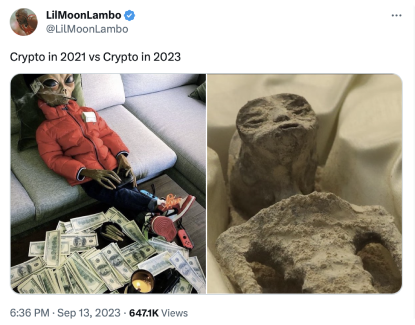 LilMoonLambo
@LilMoonLambo
Crypto in 2021 vs Crypto in 2023
6:36 PM · Sep 13, 2023 · 647.1K Views